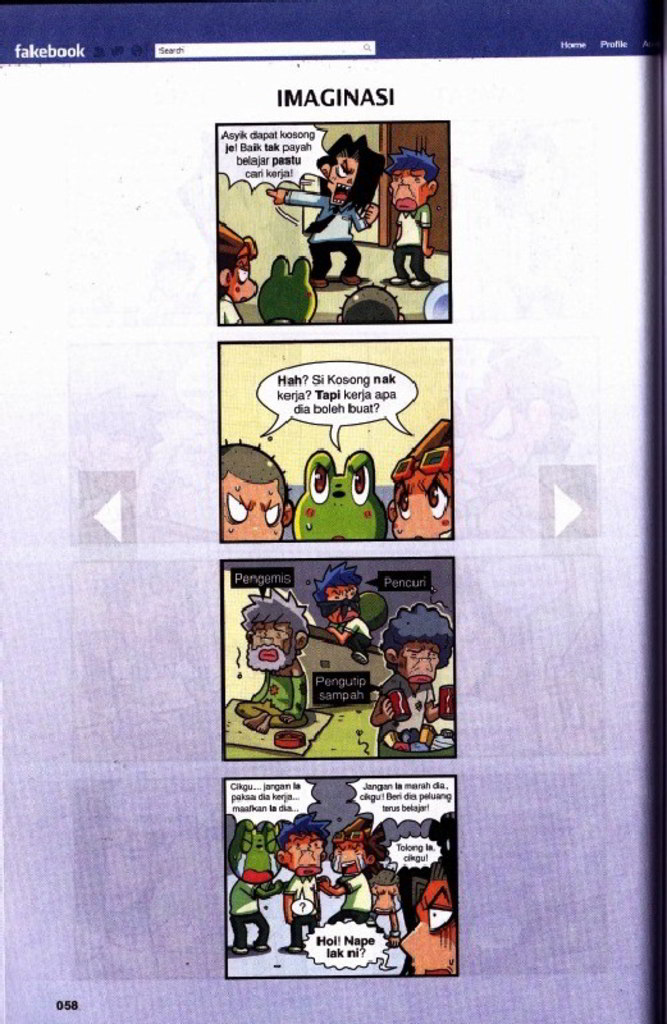 fakebook
Search
Home Profile
IMAGINASI
Asyik dapat kosong
je! Baik tak payah
belajar pastu
cari kerja!
Hah? Si Kosong nak
kerja? Tapi kerja apa
dia boleh buat?
Pengemis
Pencuri
Pengutip
sampah
Cikgu... jangan la
paksa dia kerja...
maafkan la dia...
Jangan la marah dia,
cikgu! Beri dia peluang
terus belajar!
Tolong la,
cikgu!
?
Hoi! Nape
lak ni?
058